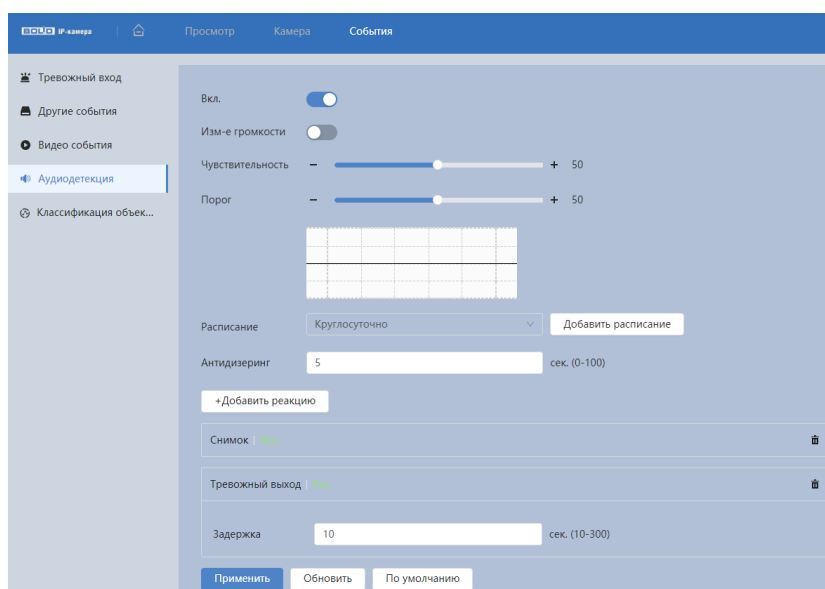 BOLID IP-камера
Просмотр
Камера
События
Тревожный вход
Другие события
Видео события
Аудиодетекция
Классификация объек...
Вкл.
Изм-е громкости
Чувствительность − + 50
Порог − + 50
Расписание Круглосуточно Добавить расписание
Антидизеринг 5 сек. (0-100)
+Добавить реакцию
Снимок |
Тревожный выход |
Задержка 10 сек. (10-300)
Применить Обновить По умолчанию